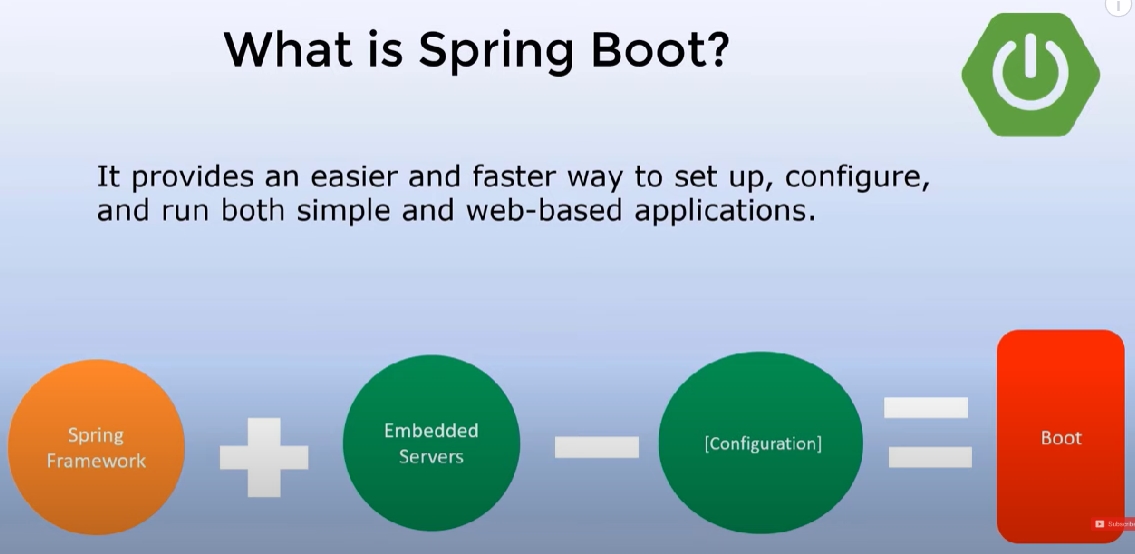 What is Spring Boot?
It provides an easier and faster way to set up, configure,
and run both simple and web-based applications.
Spring
Framework
Embedded
Servers
[Configuration]
Boot
Subscribe